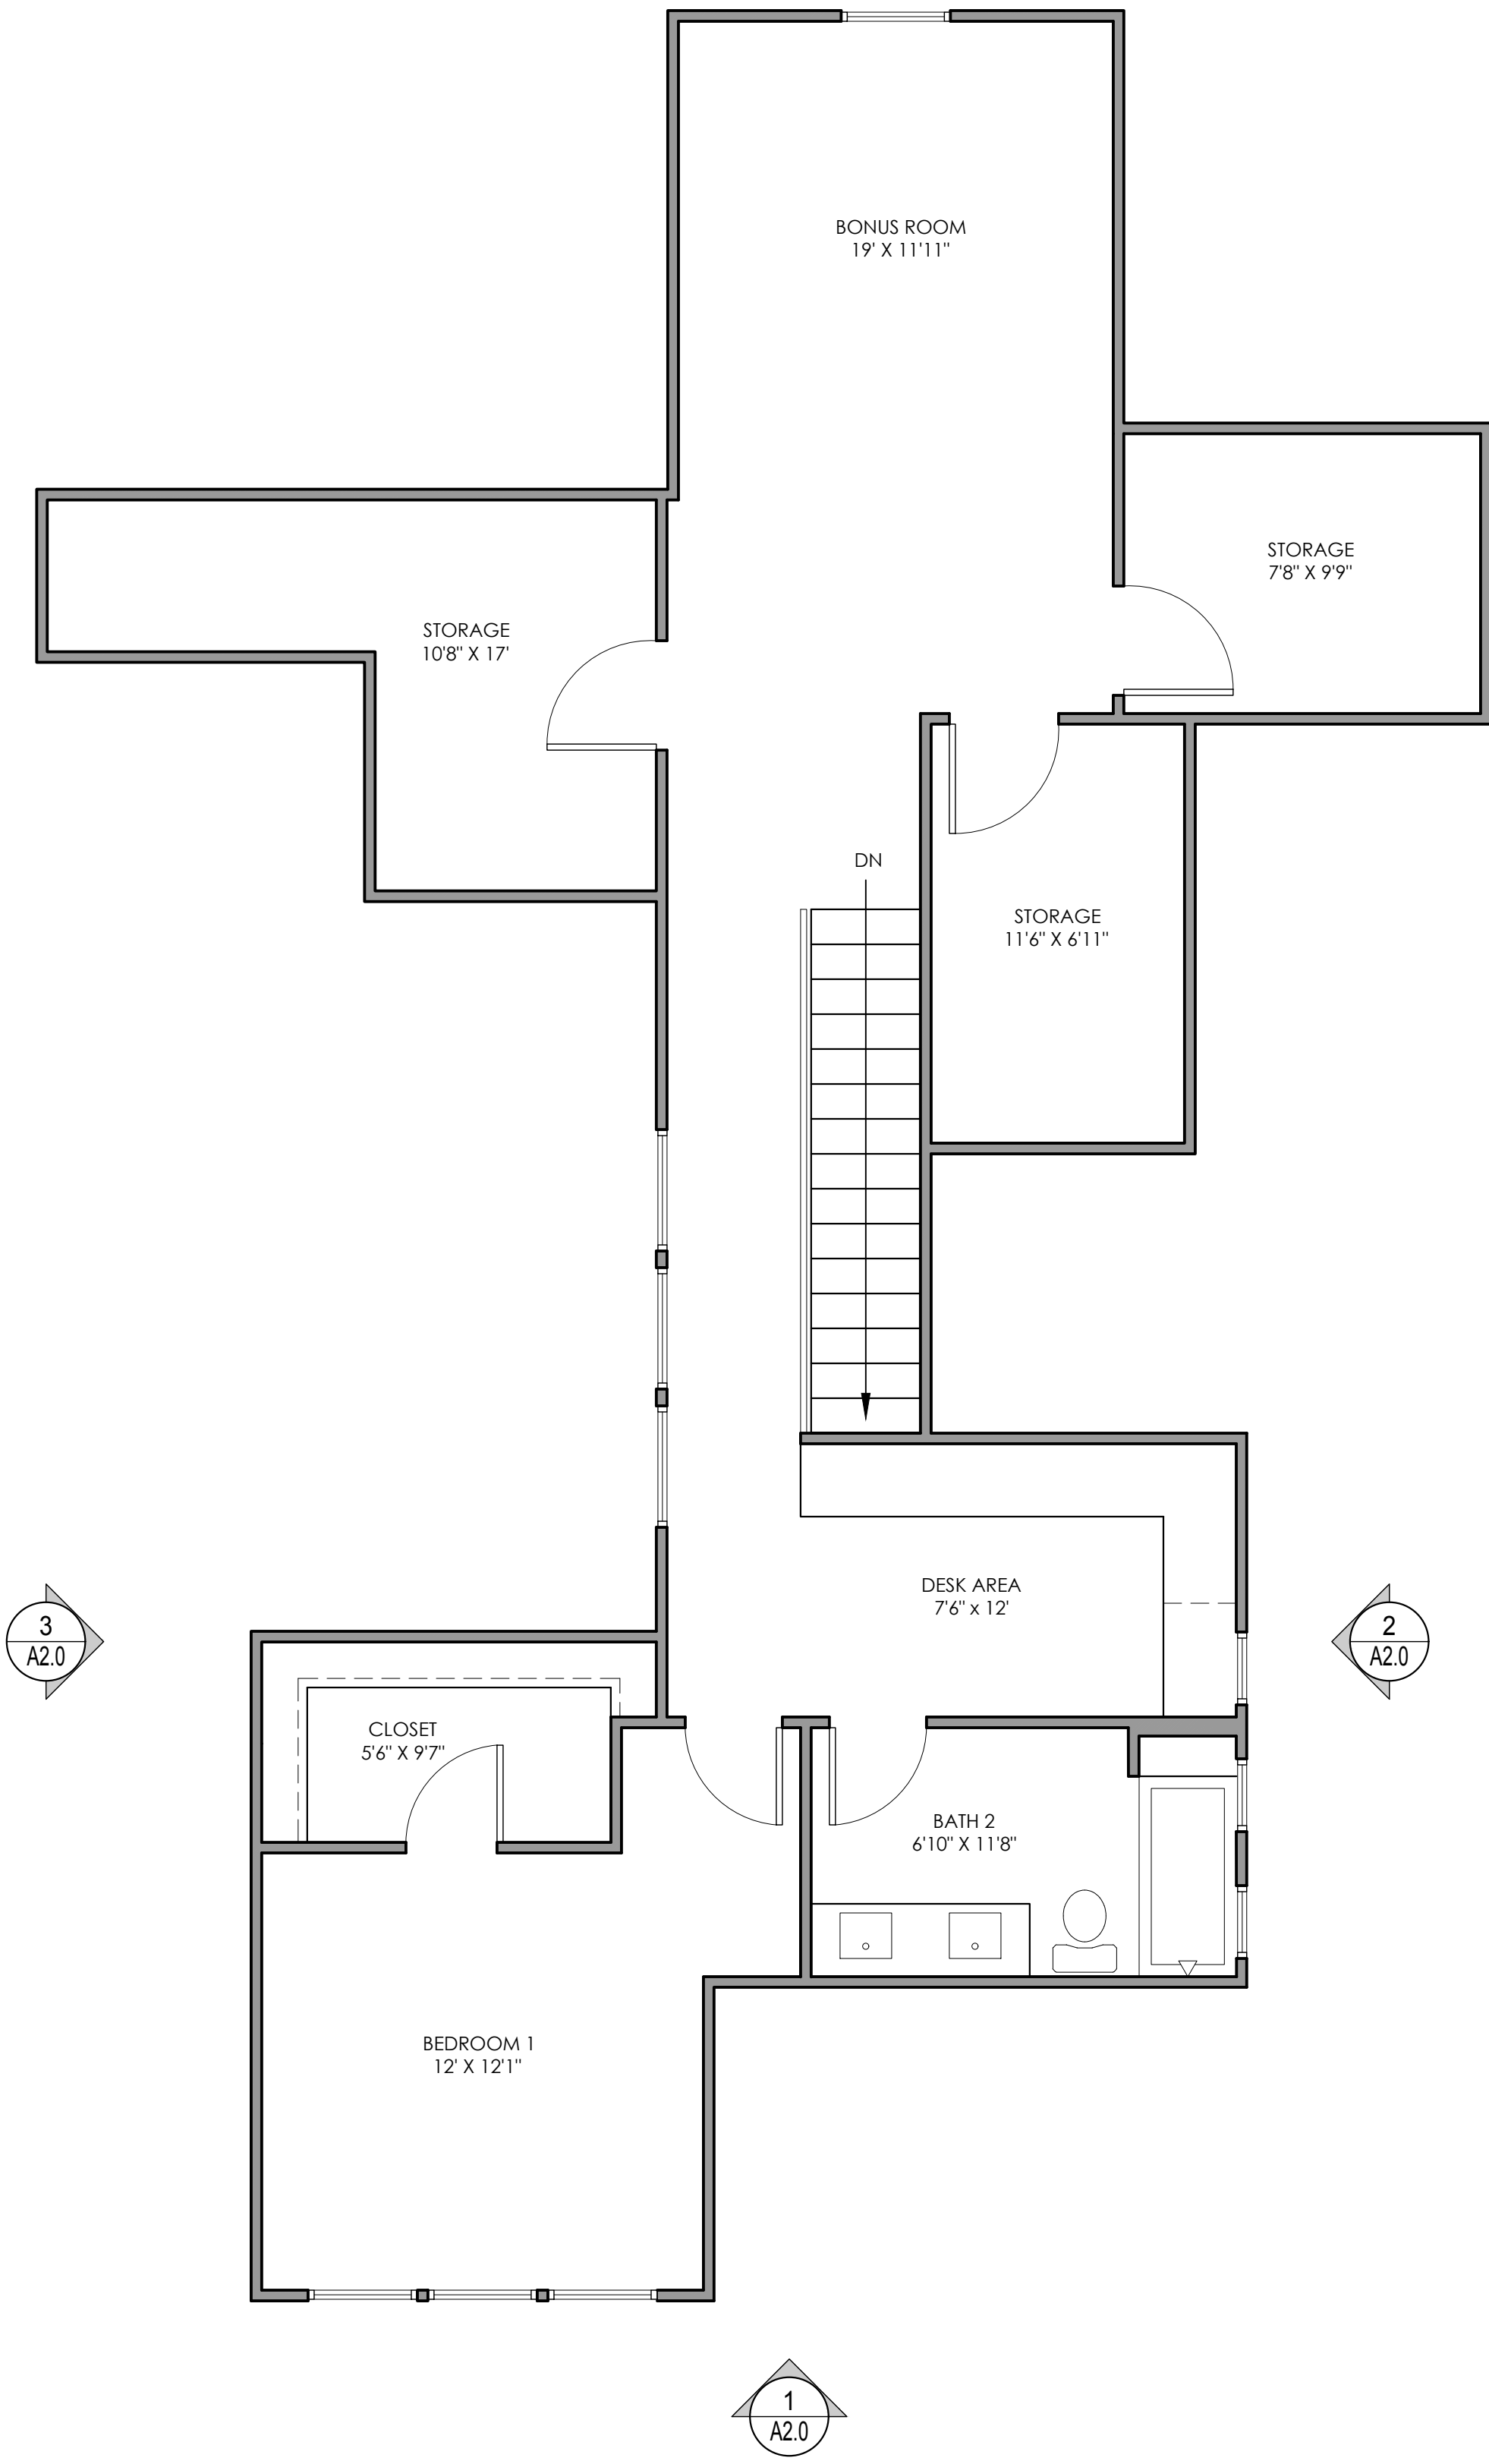 BONUS ROOM
19' X 11'11"
STORAGE
7'8" X 9'9"
STORAGE
10'8" X 17'
DN
STORAGE
11'6" X 6'11"
DESK AREA
7'6" x 12'
3
A2.0
2
A2.0
CLOSET
5'6" X 9'7"
BATH 2
6'10" X 11'8"
BEDROOM 1
12' X 12'1"
1
A2.0